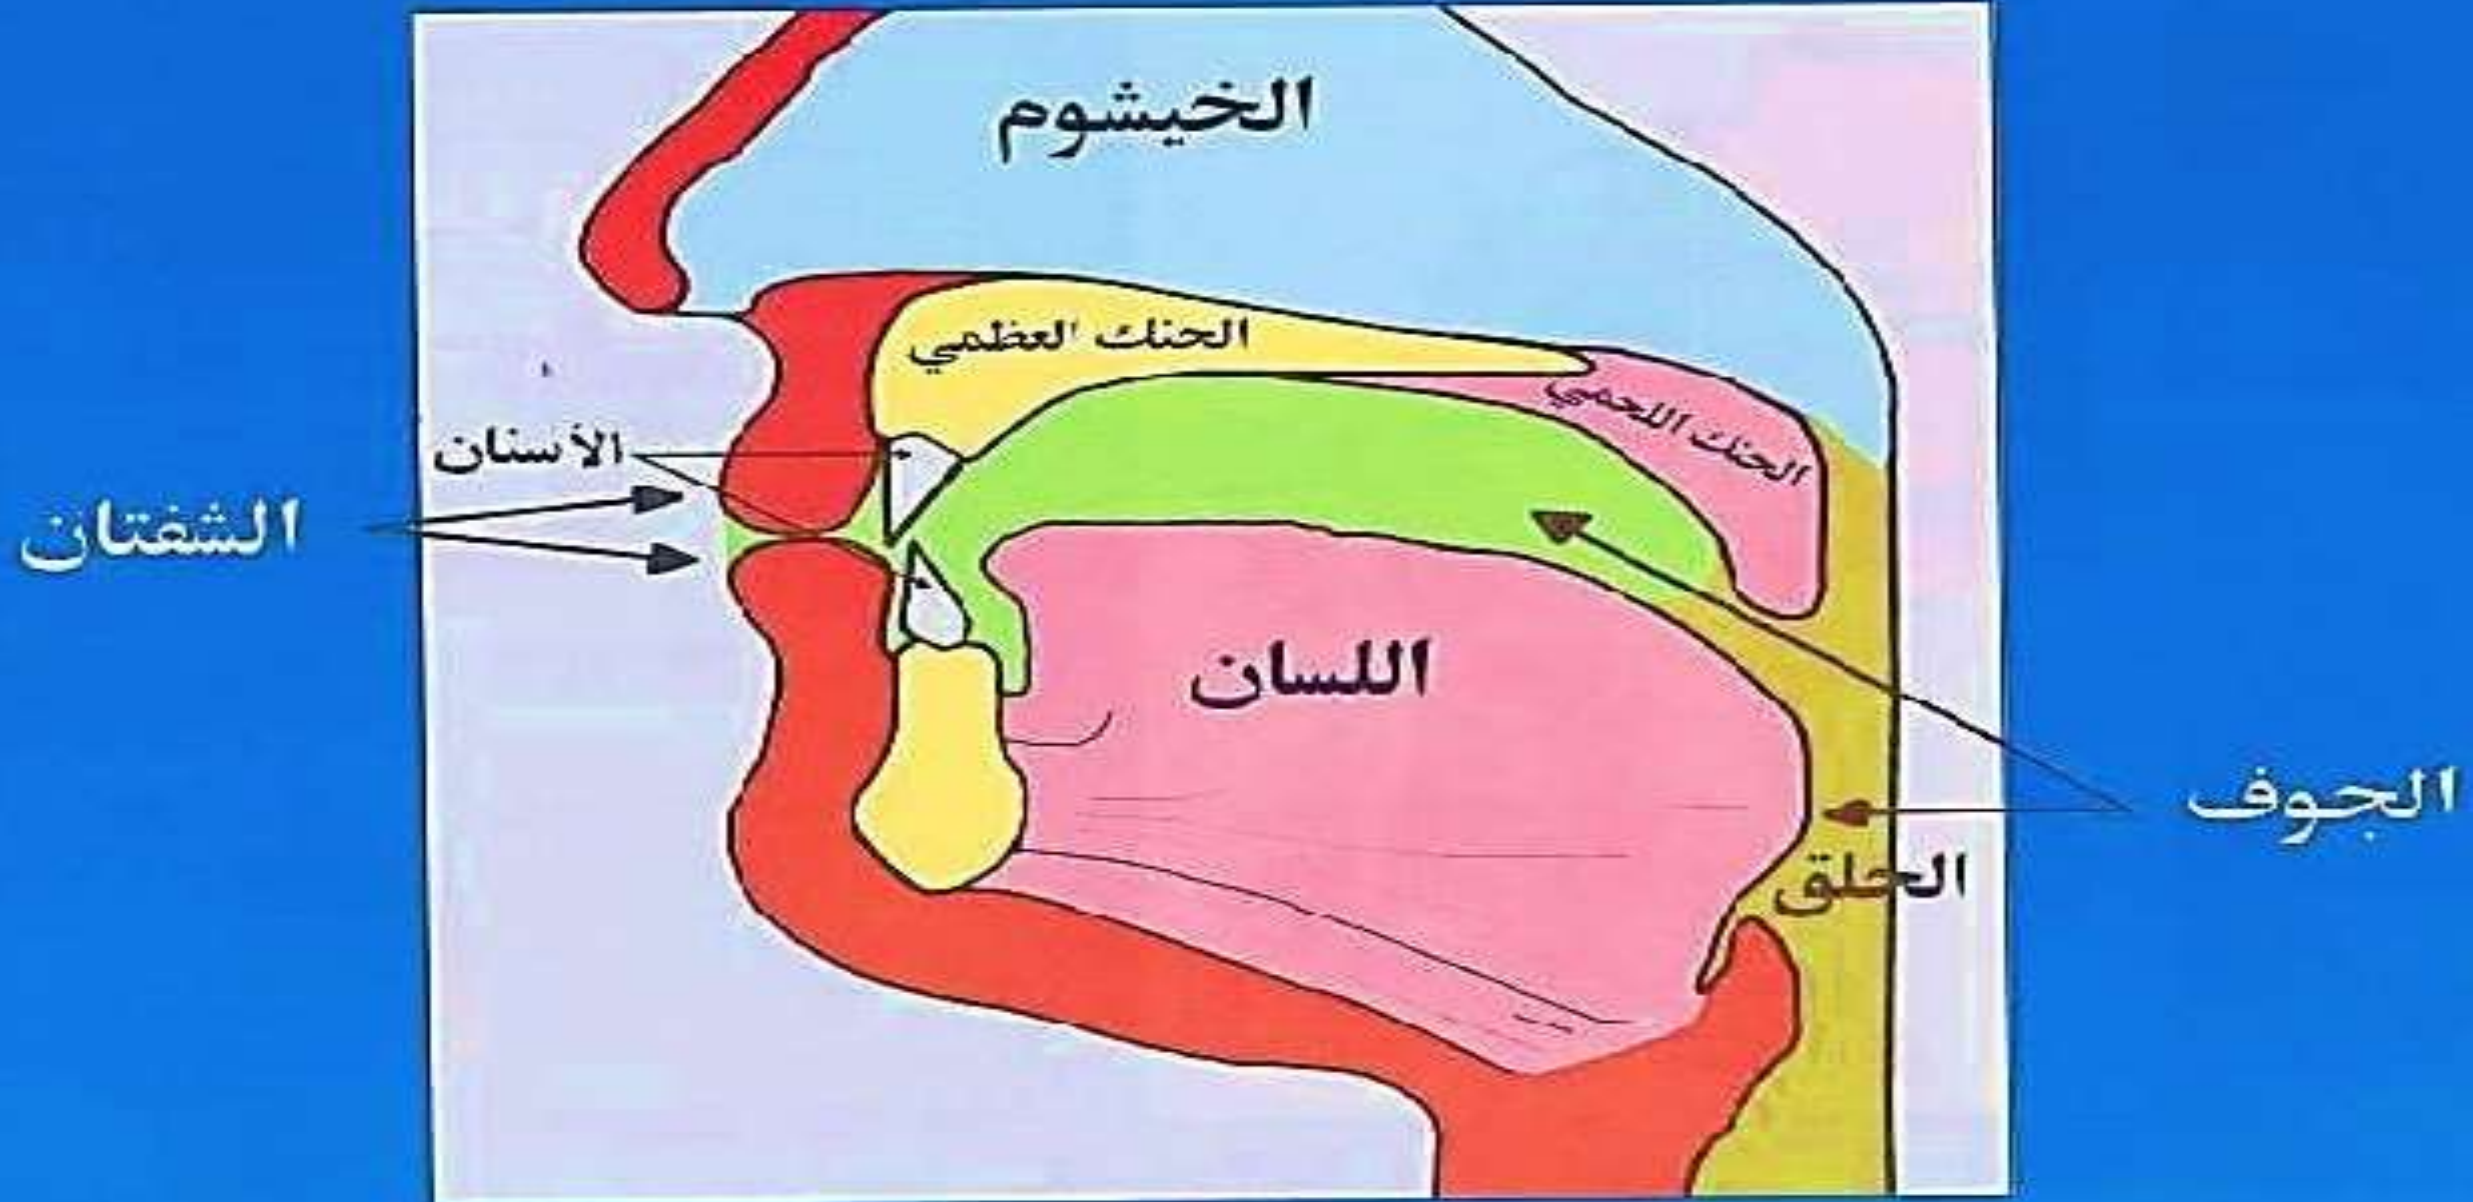 الخيشوم
الحنك العظمي
الحنك اللحمي
الأسنان
الشفتان
اللسان
الجوف
الحلق